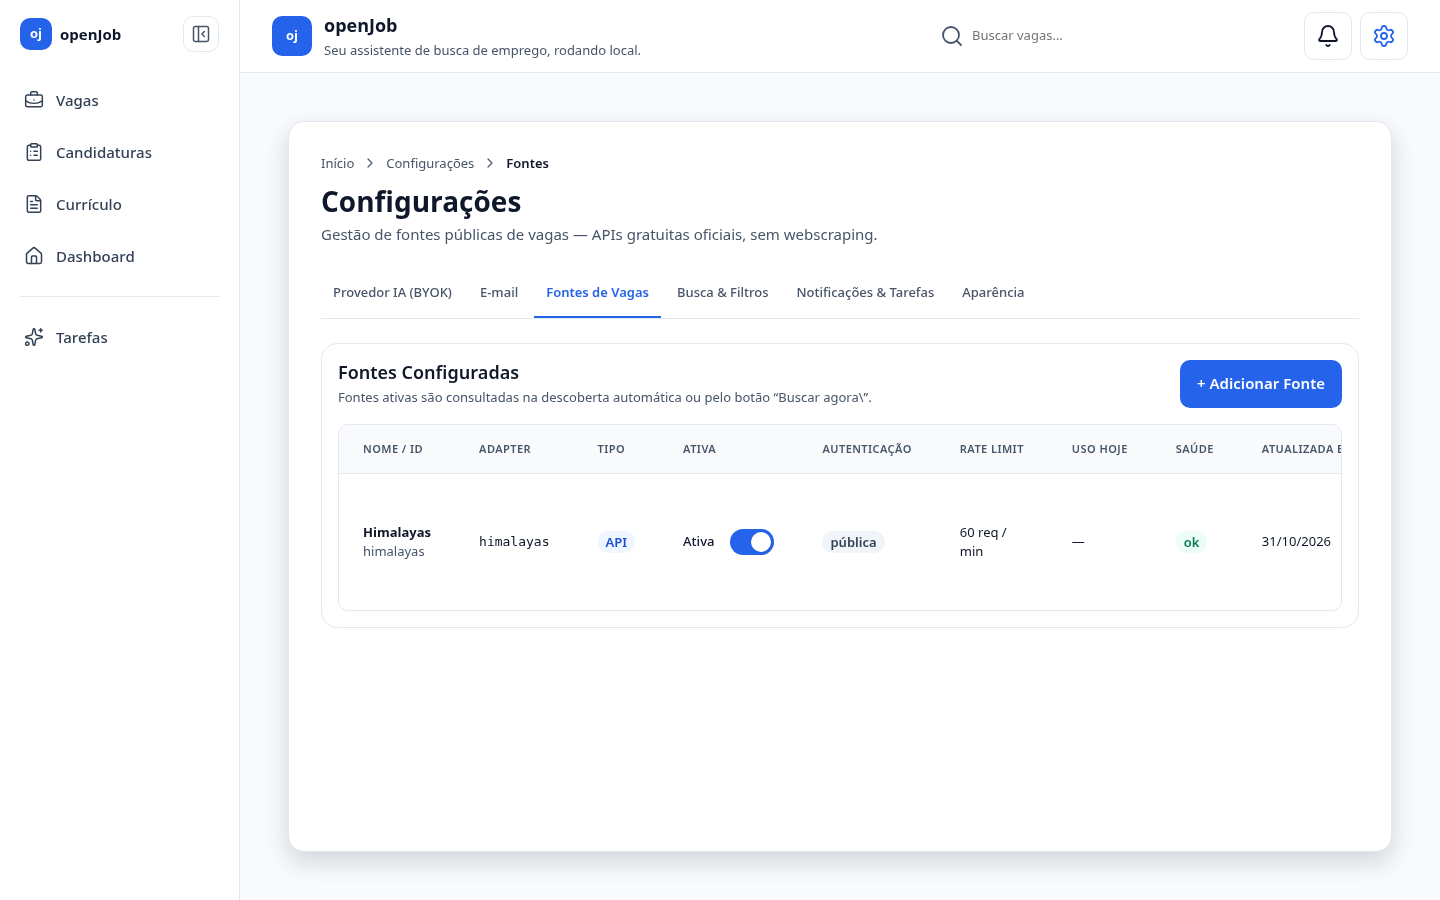 oj openJob
Vagas
Candidaturas
Currículo
Dashboard
Tarefas
oj
openJob
Seu assistente de busca de emprego, rodando local.
Buscar vagas...
Início > Configurações > Fontes
Configurações
Gestão de fontes públicas de vagas — APIs gratuitas oficiais, sem webscraping.
Provedor IA (BYOK) E-mail Fontes de Vagas Busca & Filtros Notificações & Tarefas Aparência
Fontes Configuradas
Fontes ativas são consultadas na descoberta automática ou pelo botão “Buscar agora\”.
+ Adicionar Fonte
NOME / ID ADAPTER TIPO ATIVA AUTENTICAÇÃO RATE LIMIT USO HOJE SAÚDE ATUALIZADA
Himalayas
himalayas
himalayas
API
Ativa
pública
60 req /
min
—
ok
31/10/2026